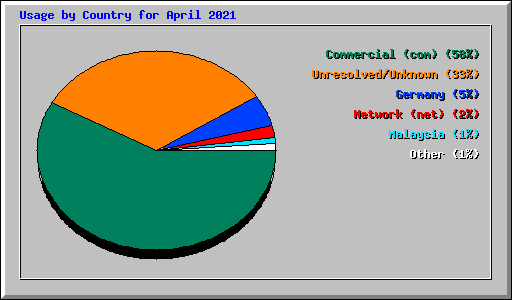 Usage by Country for April 2021
Commercial (com) (58%)
Unresolved/Unknown (33%)
Germany (5%)
Network (net) (2%)
Malaysia (1%)
Other (1%)